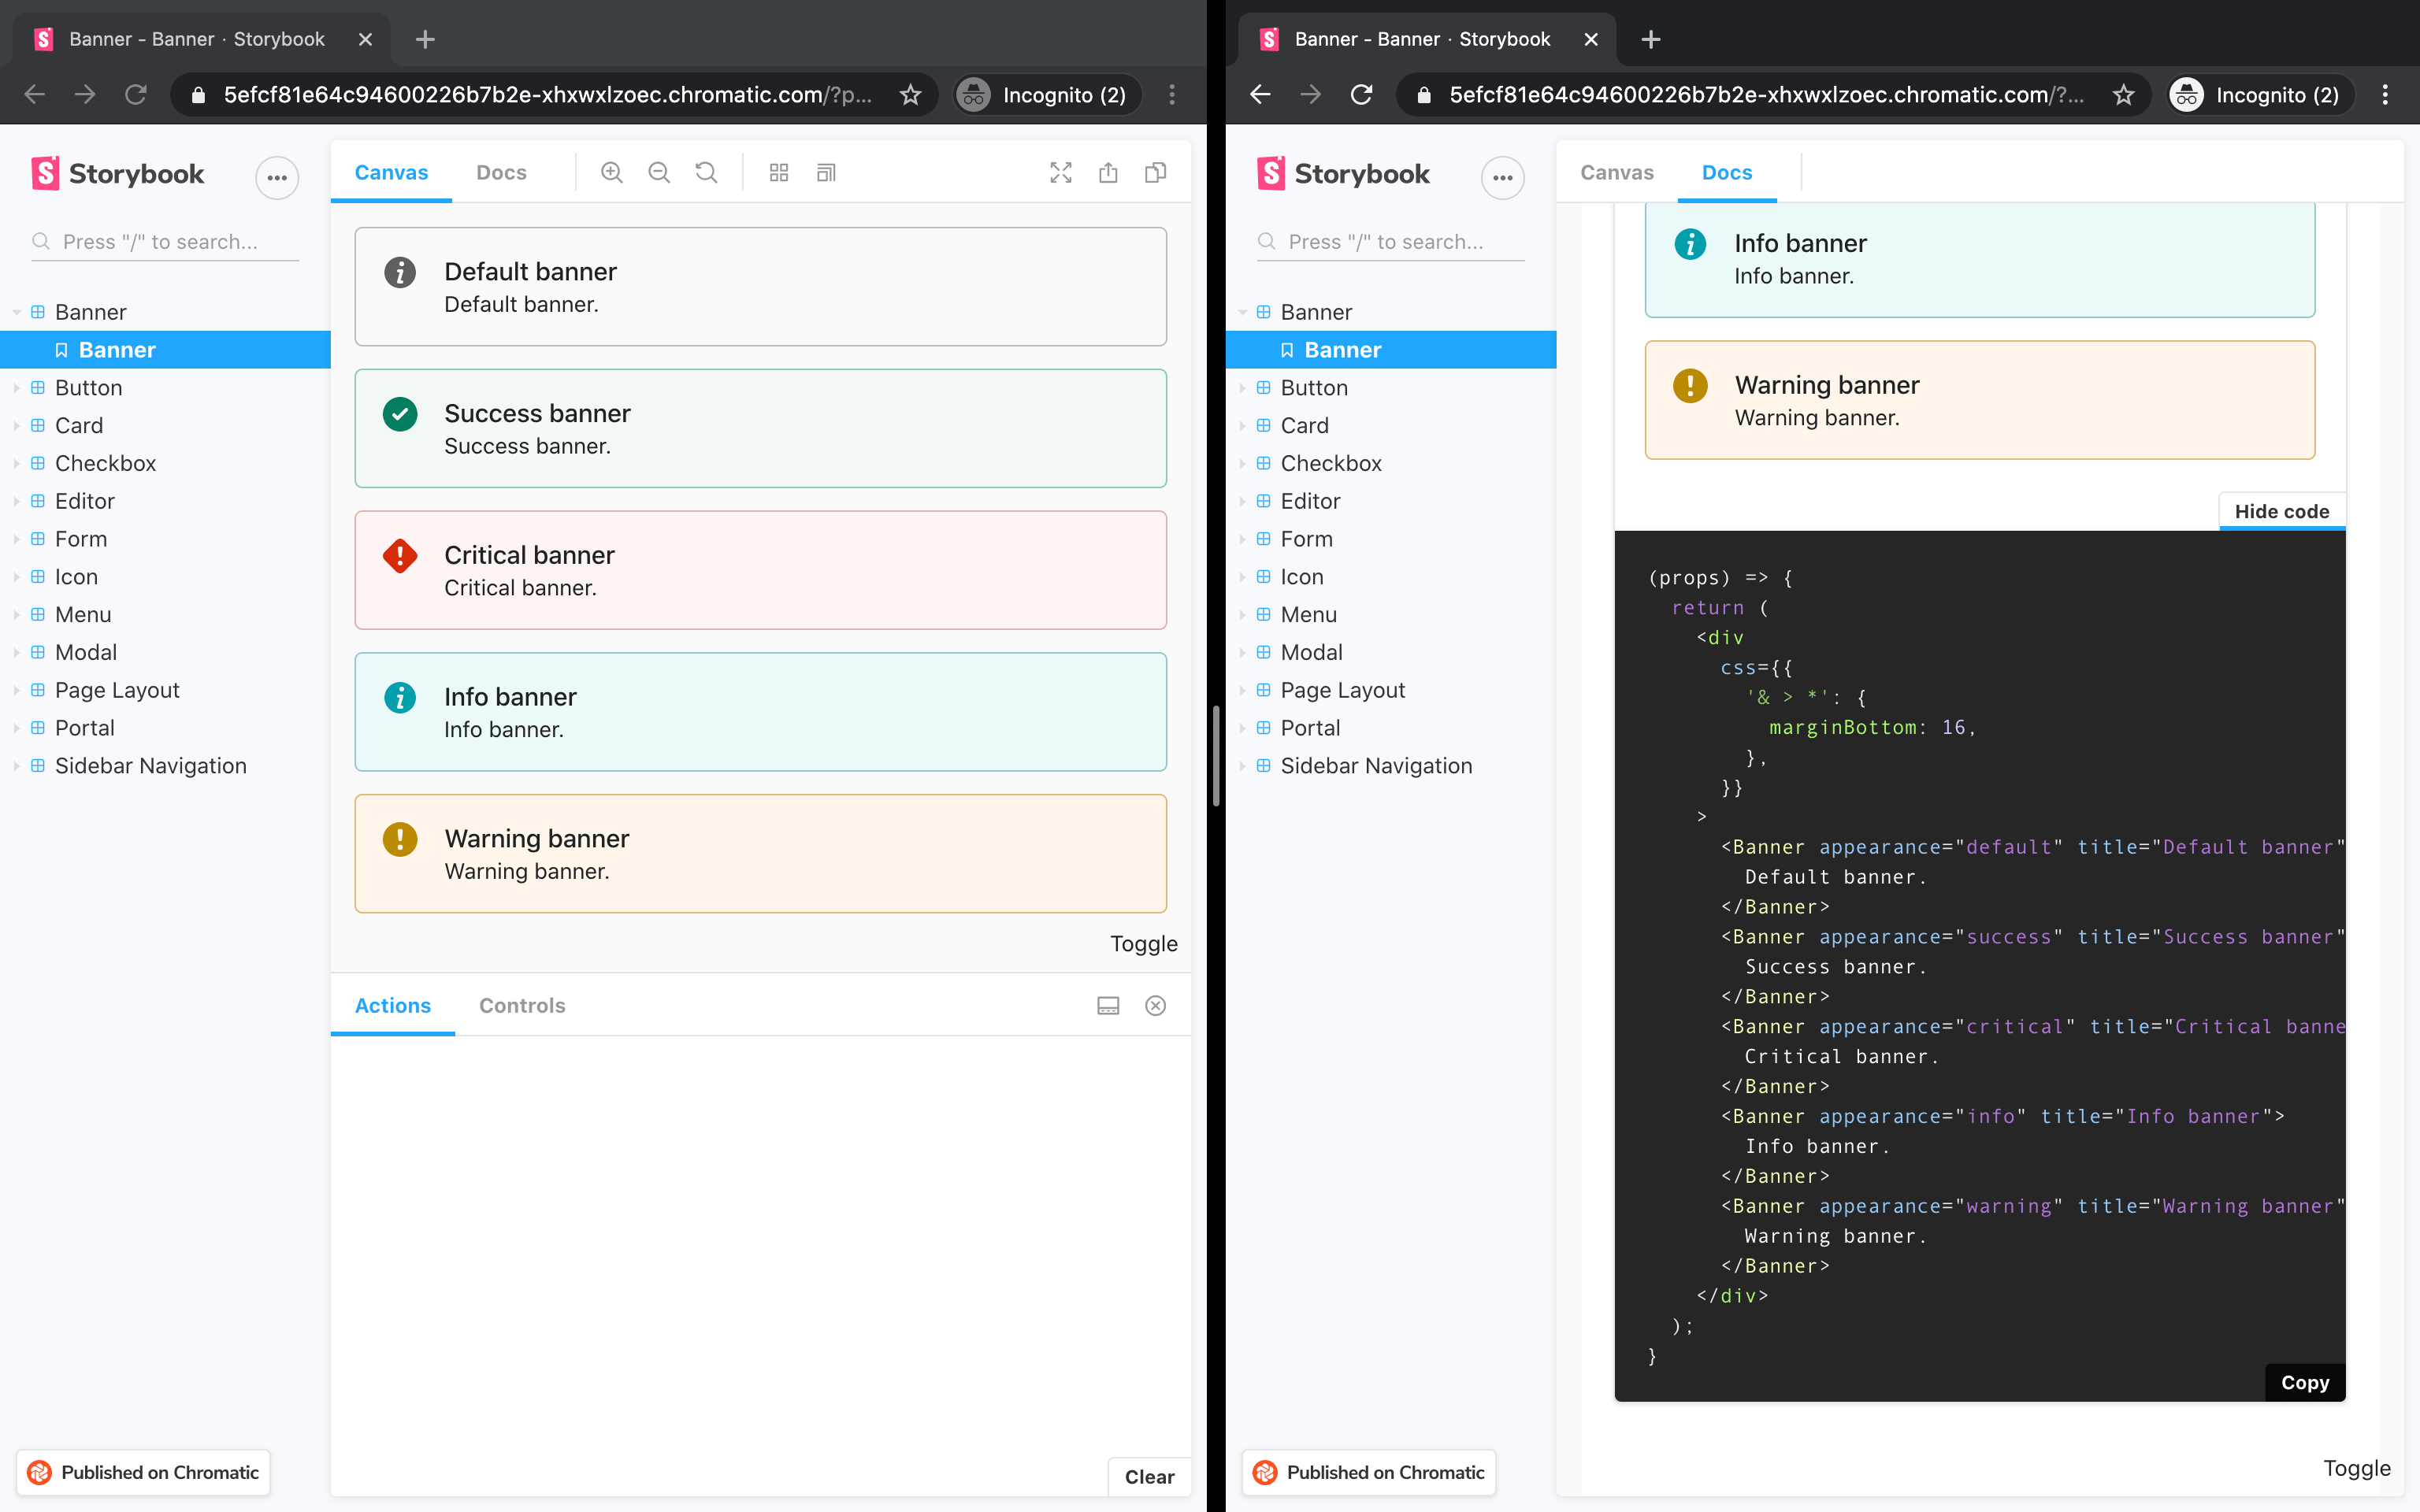 Banner - Banner · Storybook
5efcf81e64c94600226b7b2e-xhxwxlzoec.chromatic.com/?p...
Incognito (2)
Storybook
Press "/" to search...
Banner
Banner
Button
Card
Checkbox
Editor
Form
Icon
Menu
Modal
Page Layout
Portal
Sidebar Navigation
Published on Chromatic
Canvas
Docs
Default banner
Default banner.
Success banner
Success banner.
Critical banner
Critical banner.
Info banner
Info banner.
Warning banner
Warning banner.
Toggle
Actions
Controls
Clear
Banner - Banner · Storybook
5efcf81e64c94600226b7b2e-xhxwxlzoec.chromatic.com/?...
Incognito (2)
Storybook
Press "/" to search...
Banner
Banner
Button
Card
Checkbox
Editor
Form
Icon
Menu
Modal
Page Layout
Portal
Sidebar Navigation
Published on Chromatic
Canvas
Docs
Info banner
Info banner.
Warning banner
Warning banner.
Hide code
(props) => {
return (
<div
css={{
'& > *': {
marginBottom: 16,
},
}}
>
<Banner appearance="default" title="Default banner"
Default banner.
</Banner>
<Banner appearance="success" title="Success banner"
Success banner.
</Banner>
<Banner appearance="critical" title="Critical banne
Critical banner.
</Banner>
<Banner appearance="info" title="Info banner">
Info banner.
</Banner>
<Banner appearance="warning" title="Warning banner"
Warning banner.
</Banner>
</div>
);
}
Copy
Toggle